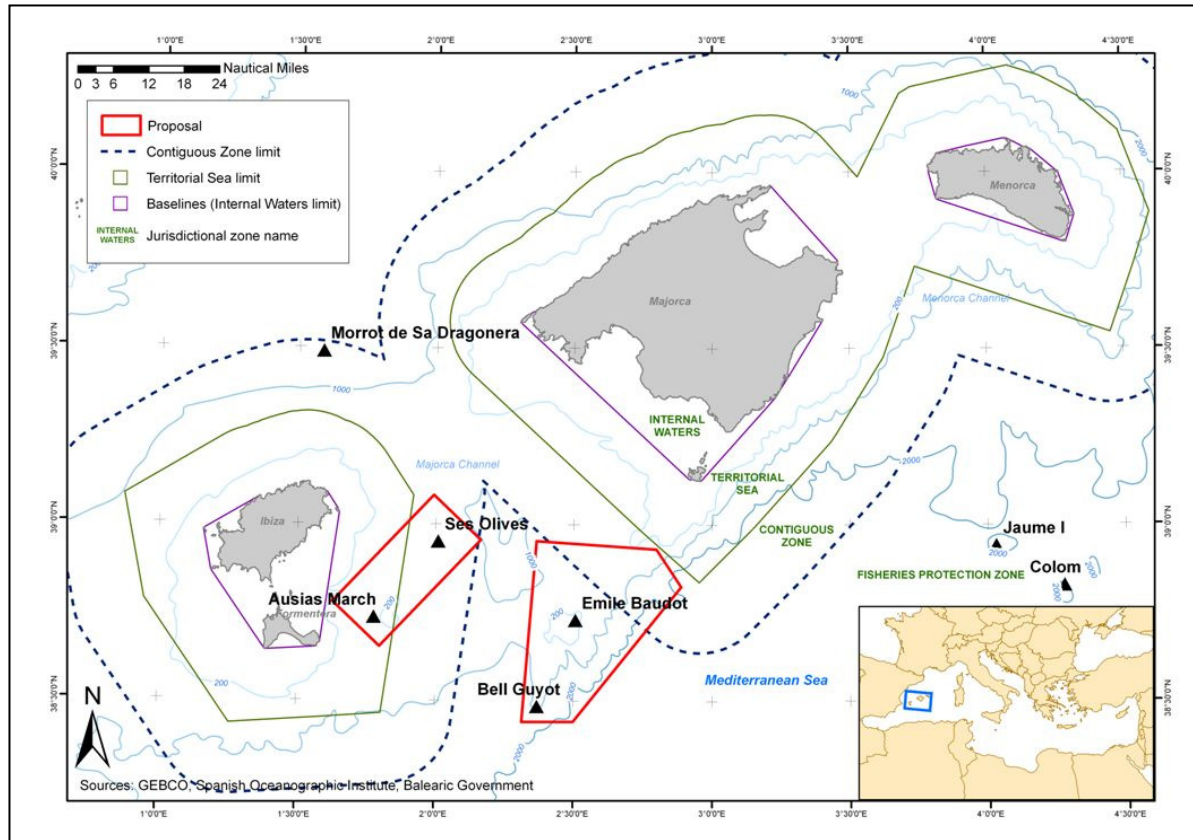 1°0'0"E 1°30'0"E 2°0'0"E 2°30'0"E 3°0'0"E 3°30'0"E 4°0'0"E 4°30'0"E
Nautical Miles
0 3 6 12 18 24
Proposal
Contiguous Zone limit
Territorial Sea limit
Baselines (Internal Waters limit)
INTERNAL
WATERS
Jurisdictional zone name
1000
2000
40°0'0"N
40°0'0"N
Menorca
Majorca
200
Menorca Channel
Morrot de Sa Dragonera
39°30'0"N
39°30'0"N
1000
INTERNAL
WATERS
Majorca Channel
2000
TERRITORIAL
SEA
200
CONTIGUOUS
ZONE
39°0'0"N
39°0'0"N
Ibiza
Ses Olives
1000
Jaume I
2000
FISHERIES PROTECTION ZONE
Colom
2000
Ausias March
200
Formentera
200
Emile Baudot
Mediterranean Sea
200
Bell Guyot
2000
2000
38°30'0"N
38°30'0"N
N
Sources: GEBCO, Spanish Oceanographic Institute, Balearic Government
1°0'0"E 1°30'0"E 2°0'0"E 2°30'0"E 3°0'0"E 3°30'0"E 4°0'0"E 4°30'0"E